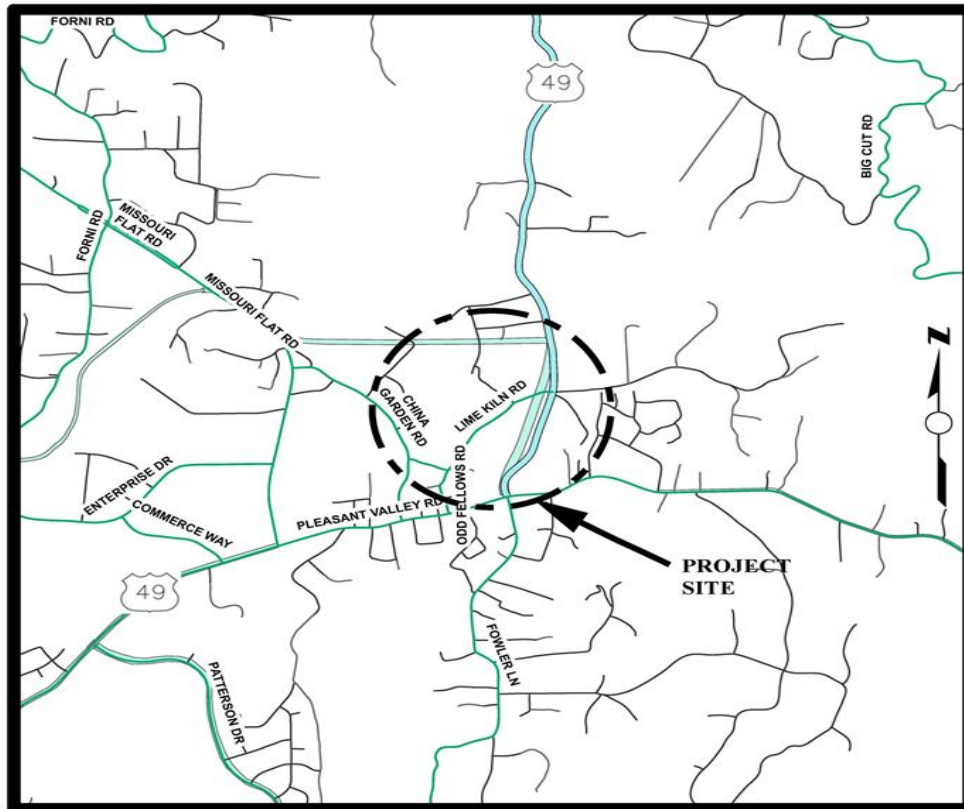 FORNI RD
49
BIG CUT RD
MISSOURI
FLAT RD
FORNI RD
MISSOURI FLAT RD
CHINA
GARDEN RD
LIME KILN RD
ENTERPRISE DR
COMMERCE WAY
PLEASANT VALLEY RD
ODD FELLOWS RD
49
PROJECT
SITE
FOWLER LN
PATTERSON DR
N